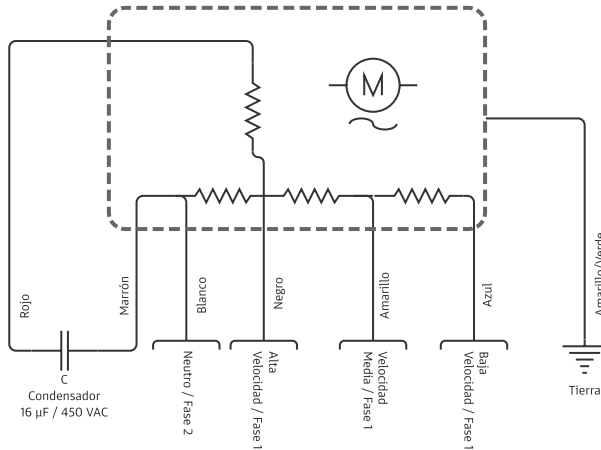 M
Rojo
Marrón
Blanco
Negro
Amarillo
Azul
Amarillo/Verde
C
Condensador
16 µF / 450 VAC
Neutro / Fase 2
Alta
Velocidad / Fase 1
Velocidad
Media / Fase 1
Baja
Velocidad / Fase 1
Tierra